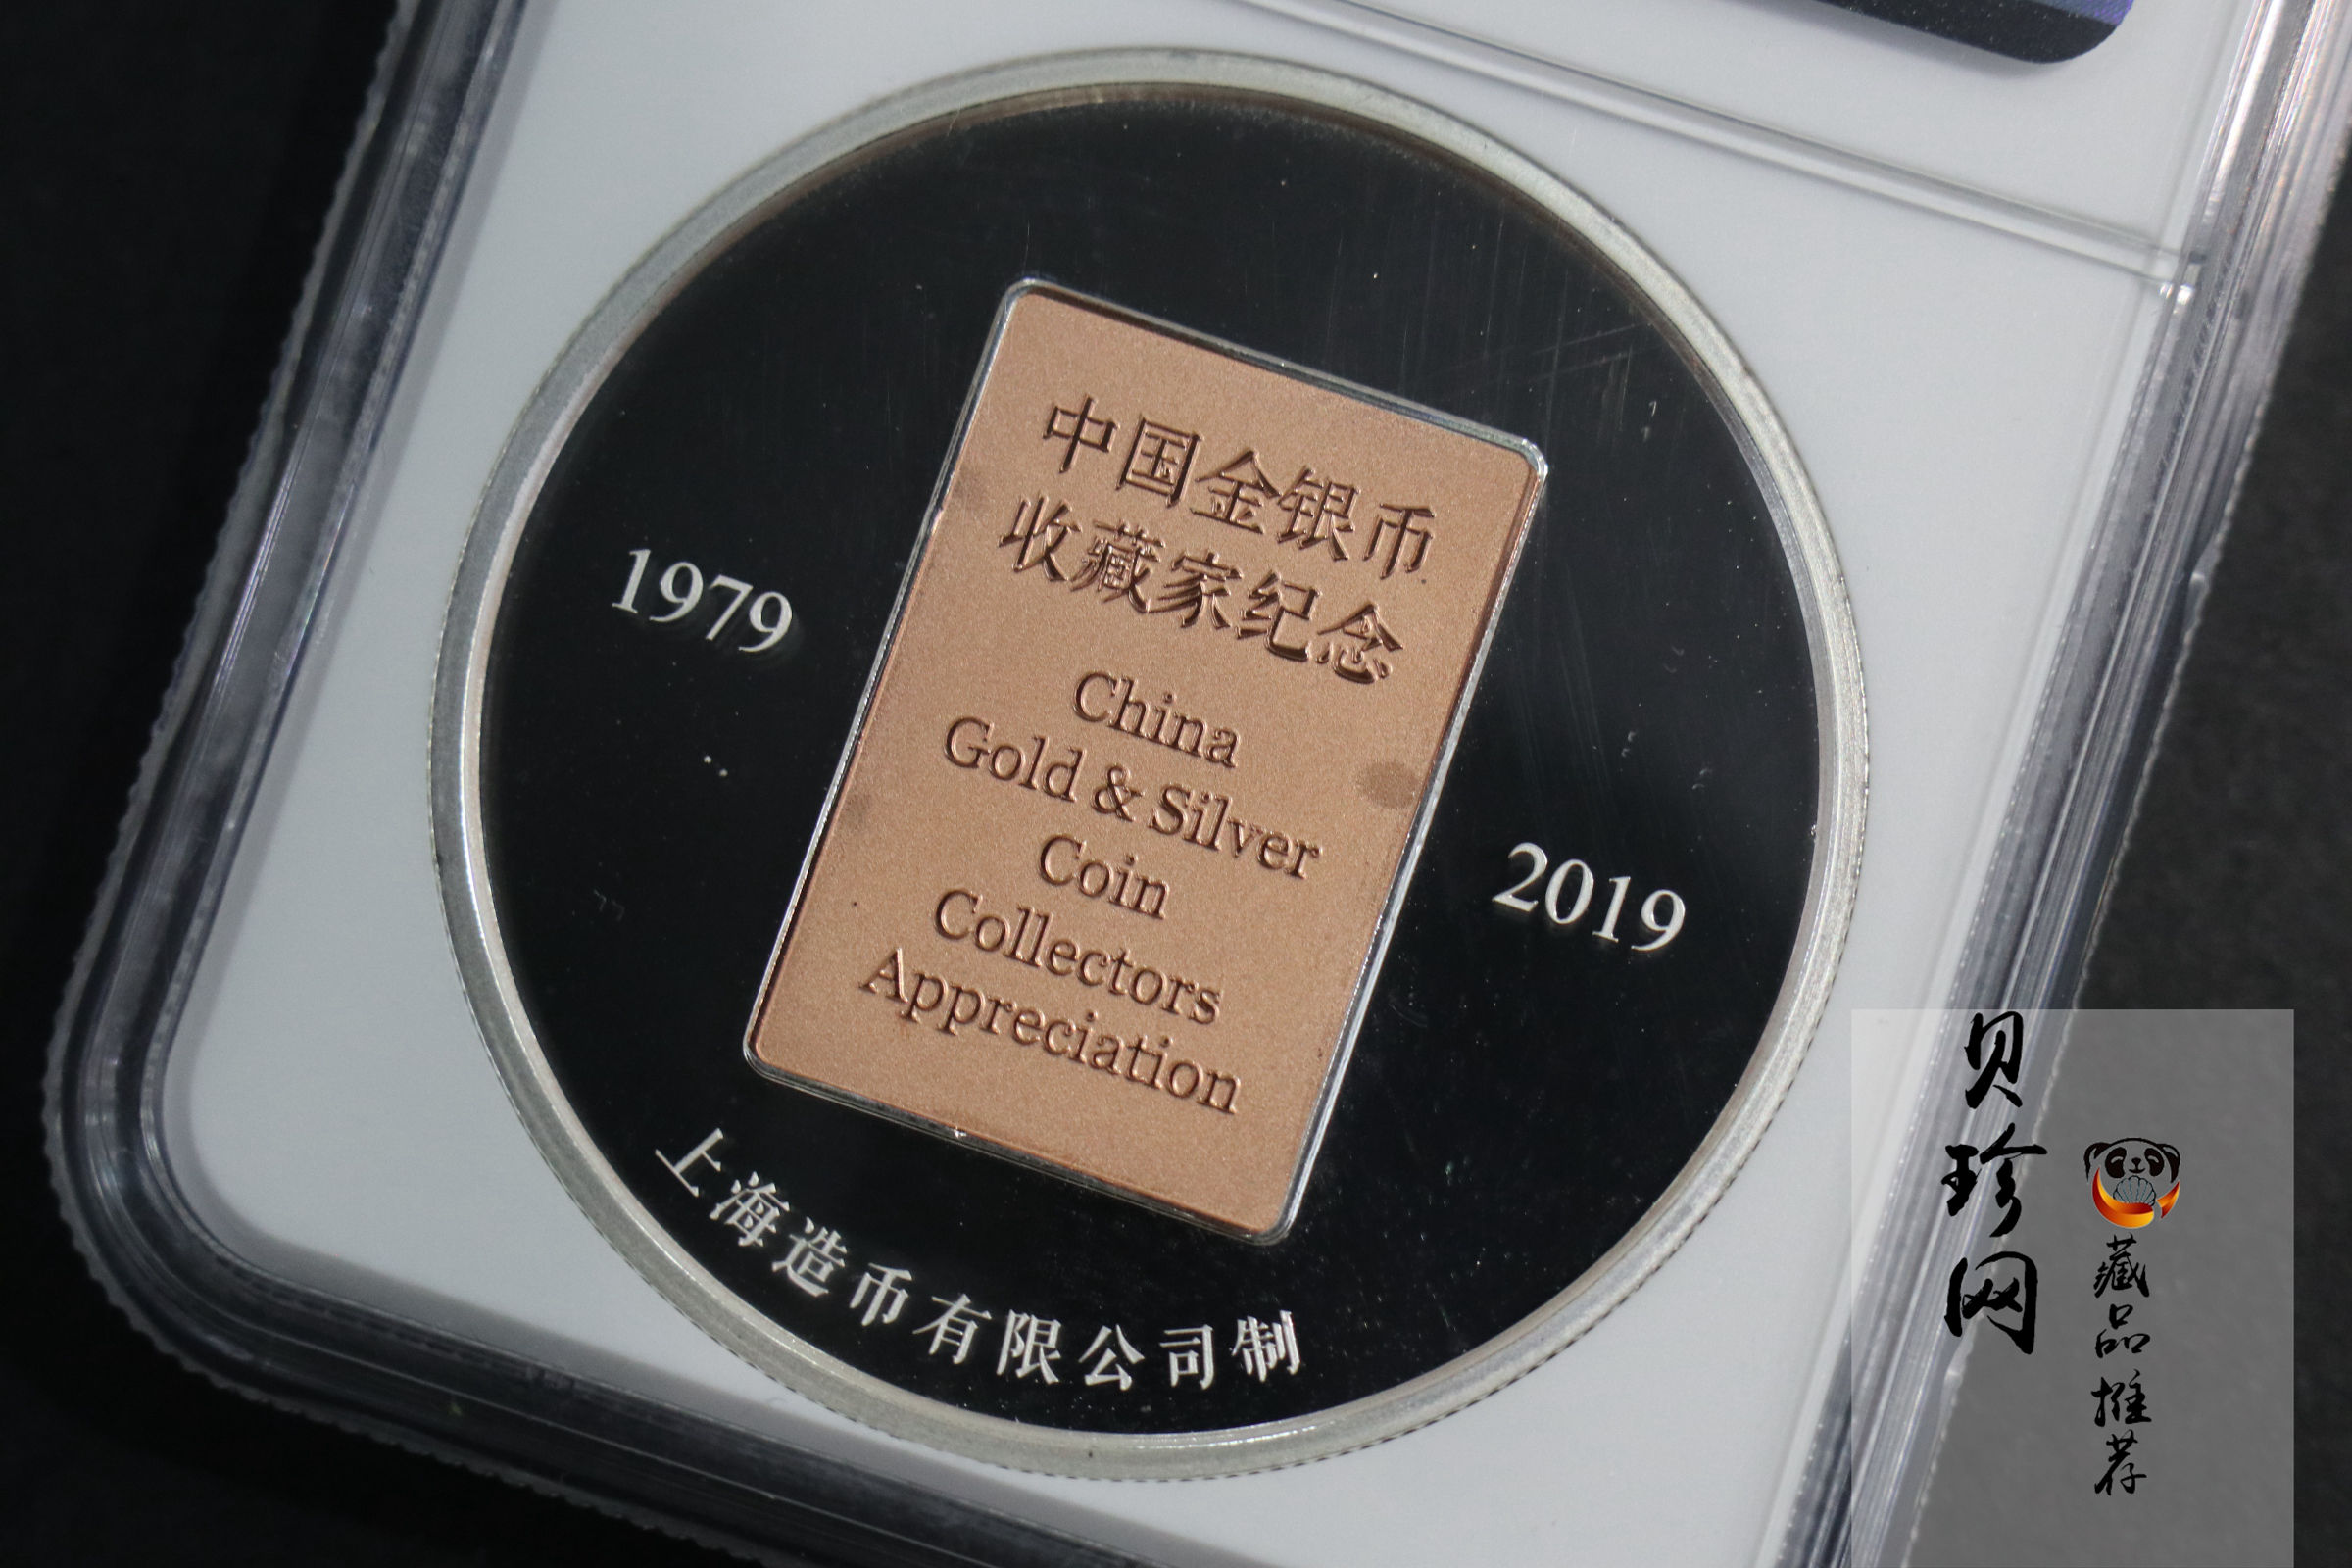 中国金银币
收藏家纪念
China
Gold & Silver
Coin
Collectors
Appreciation
1979
2019
上海造币有限公司制
贝珍网
藏品推荐